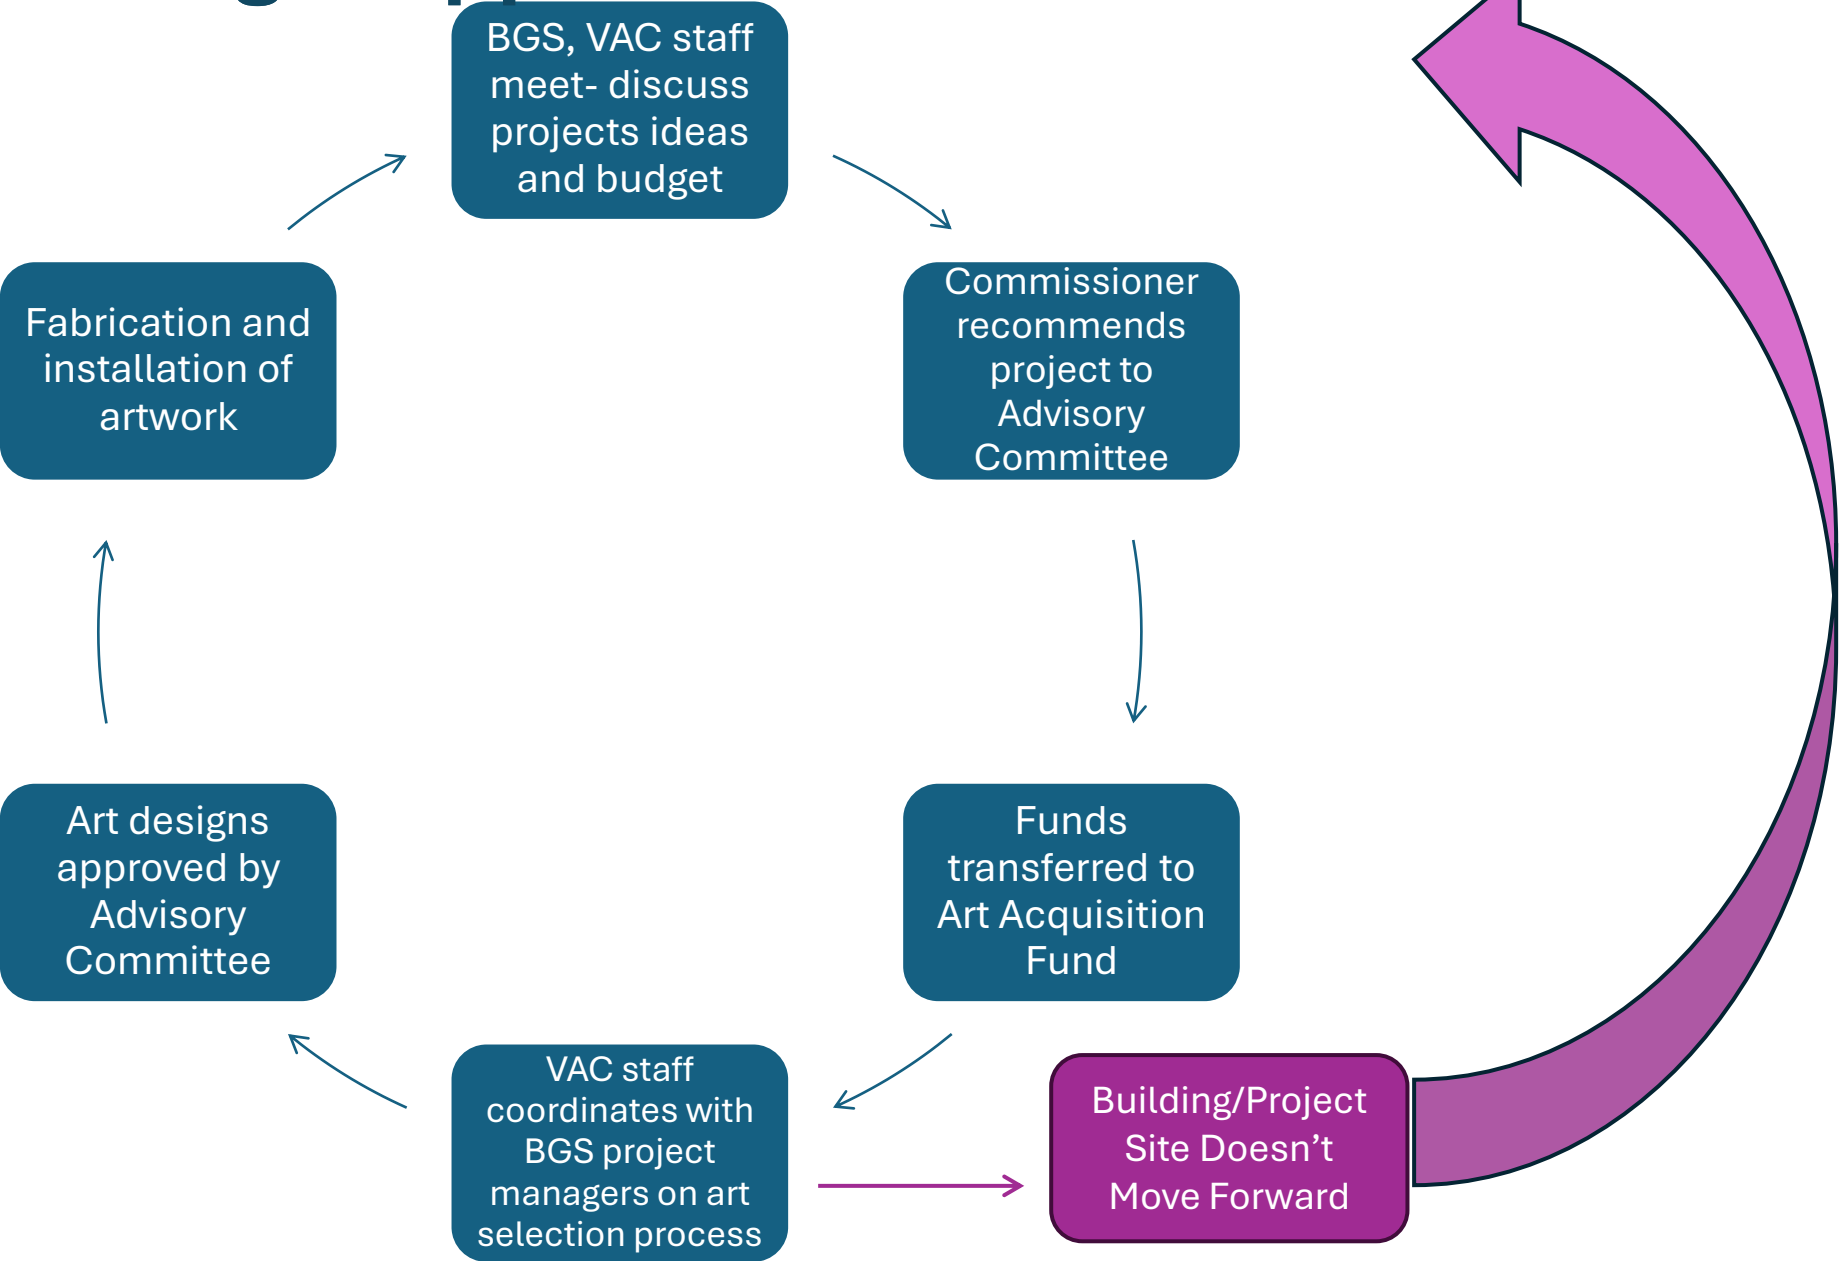 BGS, VAC staff
meet- discuss
projects ideas
and budget
Commissioner
recommends
project to
Advisory
Committee
Funds
transferred to
Art Acquisition
Fund
VAC staff
coordinates with
BGS project
managers on art
selection process
Building/Project
Site Doesn’t
Move Forward
Art designs
approved by
Advisory
Committee
Fabrication and
installation of
artwork